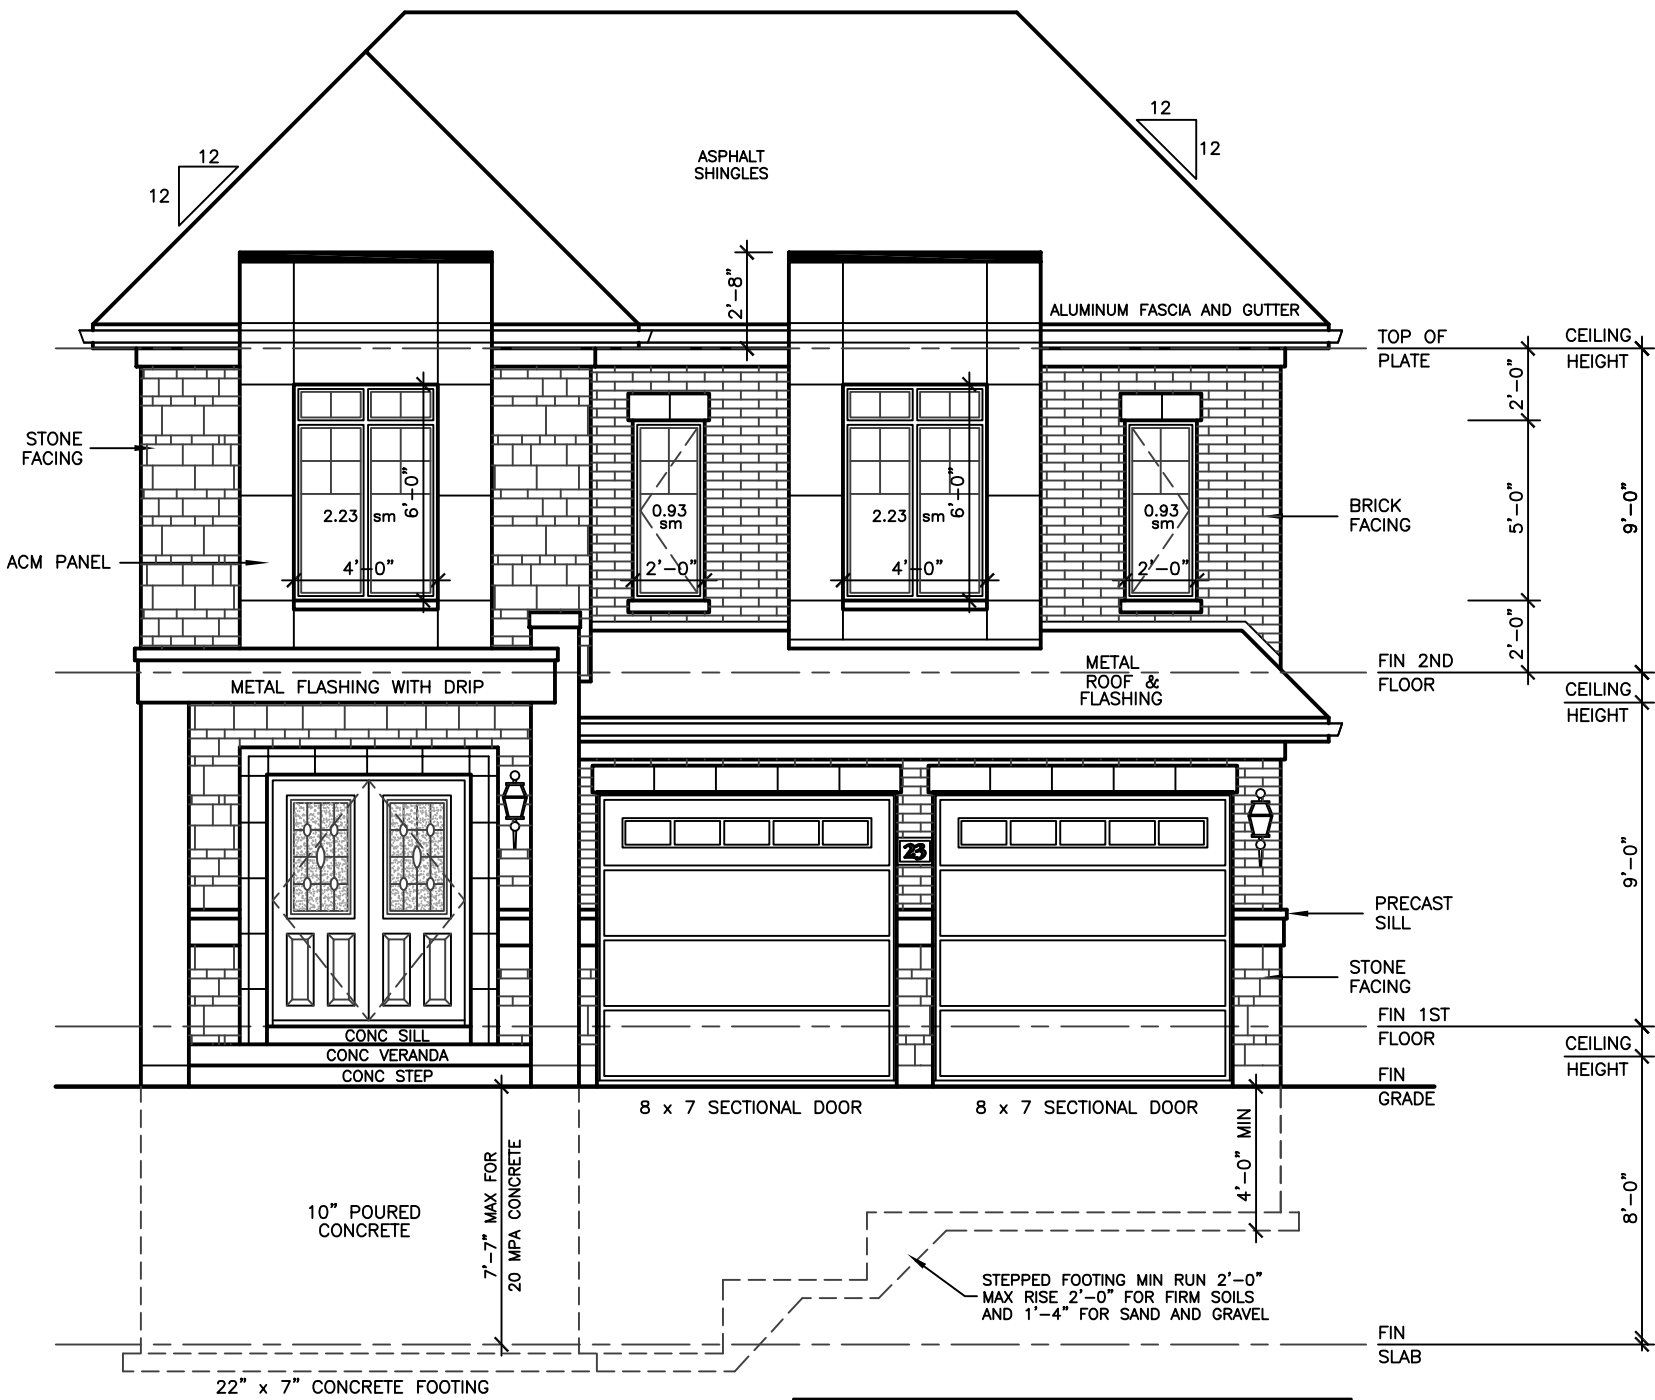 12
12
12
12
ASPHALT
SHINGLES
2'-8"
ALUMINUM FASCIA AND GUTTER
TOP OF
PLATE
CEILING
HEIGHT
STONE
FACING
ACM PANEL
2.23 sm
6'-0"
4'-0"
0.93
sm
2'-0"
2.23 sm
6'-0"
4'-0"
0.93
sm
2'-0"
BRICK
FACING
2'-0"
5'-0"
2'-0"
9'-0"
METAL FLASHING WITH DRIP
METAL
ROOF &
FLASHING
FIN 2ND
FLOOR
CEILING
HEIGHT
23
9'-0"
PRECAST
SILL
STONE
FACING
FIN 1ST
FLOOR
CEILING
HEIGHT
CONC SILL
CONC VERANDA
CONC STEP
FIN
GRADE
8 x 7 SECTIONAL DOOR
8 x 7 SECTIONAL DOOR
10" POURED
CONCRETE
7'-7" MAX FOR
20 MPA CONCRETE
4'-0" MIN
8'-0"
STEPPED FOOTING MIN RUN 2'-0"
MAX RISE 2'-0" FOR FIRM SOILS
AND 1'-4" FOR SAND AND GRAVEL
FIN
SLAB
22" x 7" CONCRETE FOOTING